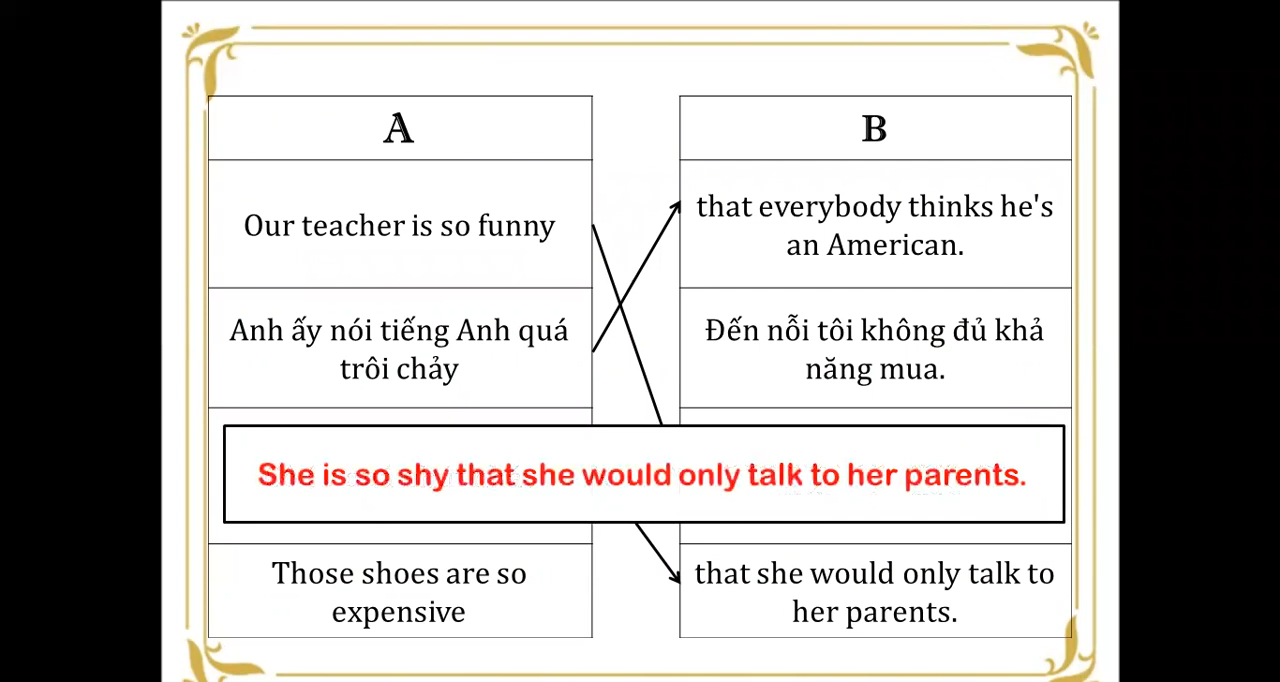 A
B
Our teacher is so funny
that everybody thinks he's
an American.
Anh ấy nói tiếng Anh quá
trôi chảy
Đến nỗi tôi không đủ khả
năng mua.
She is so shy that she would only talk to her parents.
Those shoes are so
expensive
that she would only talk to
her parents.